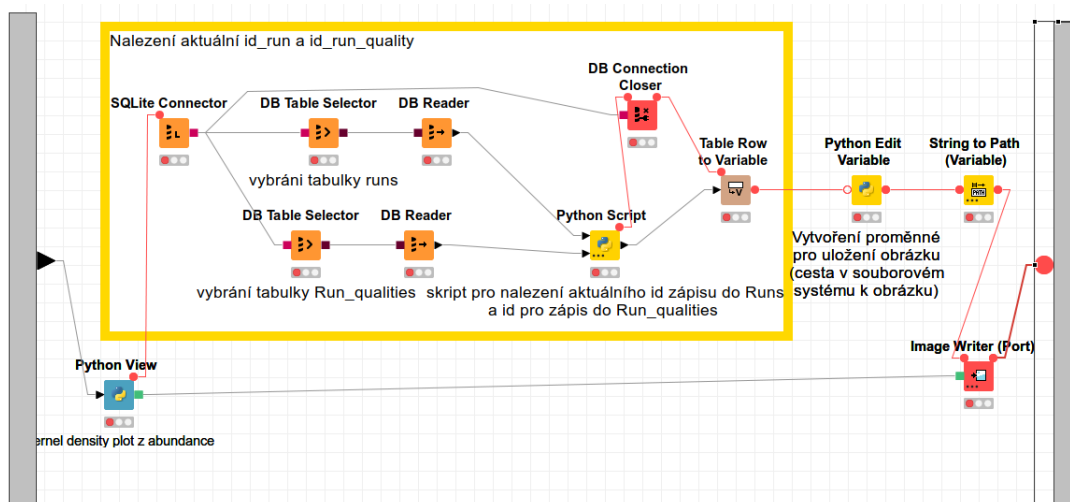 Nalezení aktuální id_run a id_run_quality
DB Connection
Closer
SQLite Connector
DB Table Selector
DB Reader
Table Row
to Variable
Python Edit
Variable
String to Path
(Variable)
vybráni tabulky runs
DB Table Selector
DB Reader
Python Script
Vytvoření proměnné
pro uložení obrázku
(cesta v souborovém
systému k obrázku)
vybrání tabulky Run_qualities
skript pro nalezení aktuálního id zápisu do Runs
a id pro zápis do Run_qualities
Image Writer (Port)
Python View
ernel density plot z abundance